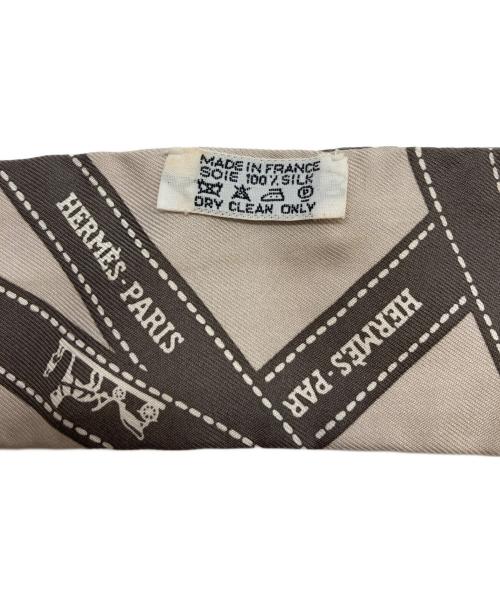 MADE IN FRANCE
SOIE 100% SILK
P
DRY CLEAN ONLY
HERMÈS-PARIS
HERMÈS-PAR